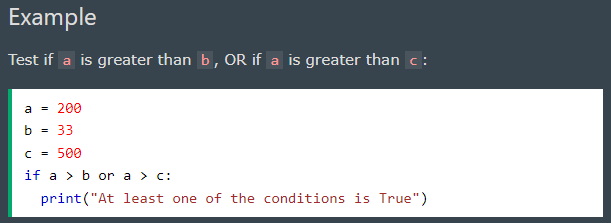 Example
Test if a is greater than b, OR if a is greater than c:
a = 200
b = 33
c = 500
if a > b or a > c:
  print("At least one of the conditions is True")